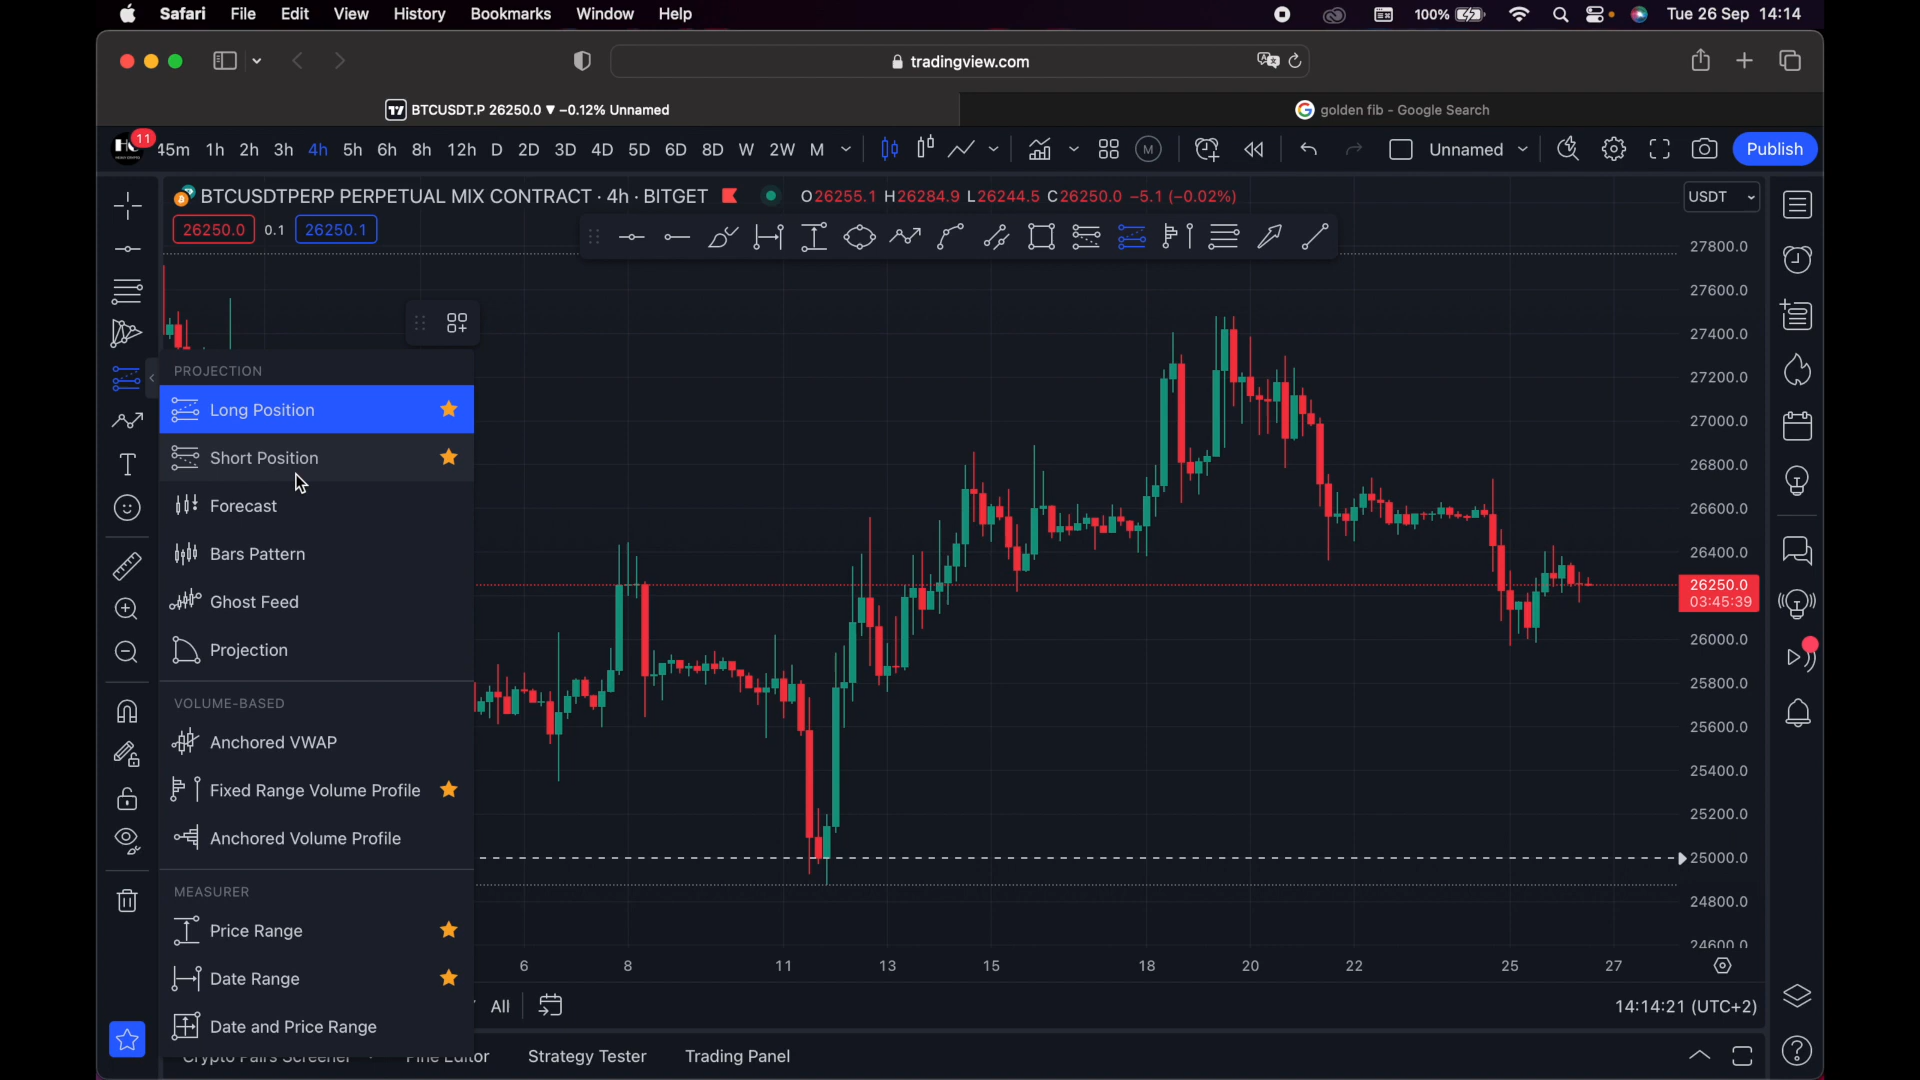 Safari File Edit View History Bookmarks Window Help 100% Tue 26 Sep 14:14
tradingview.com
BTCUSDT.P 26250.0 ▼ −0.12% Unnamed
golden fib - Google Search
11
45m 1h 2h 3h 4h 5h 6h 8h 12h D 2D 3D 4D 5D 6D 8D W 2W M
M
Unnamed
Publish
BTCUSDTPERP PERPETUAL MIX CONTRACT · 4h · BITGET
O26255.1 H26284.9 L26244.5 C26250.0 −5.1 (−0.02%)
USDT
26250.0 0.1 26250.1
27800.0
27600.0
27400.0
27200.0
27000.0
26800.0
26600.0
26400.0
26250.0
03:45:39
26000.0
25800.0
25600.0
25400.0
25200.0
25000.0
24800.0
24600.0
PROJECTION
Long Position
Short Position
Forecast
Bars Pattern
Ghost Feed
Projection
VOLUME-BASED
Anchored VWAP
Fixed Range Volume Profile
Anchored Volume Profile
MEASURER
Price Range
Date Range
Date and Price Range
6 8 11 13 15 18 20 22 25 27
All
14:14:21 (UTC+2)
Crypto Pairs Screener Pine Editor Strategy Tester Trading Panel